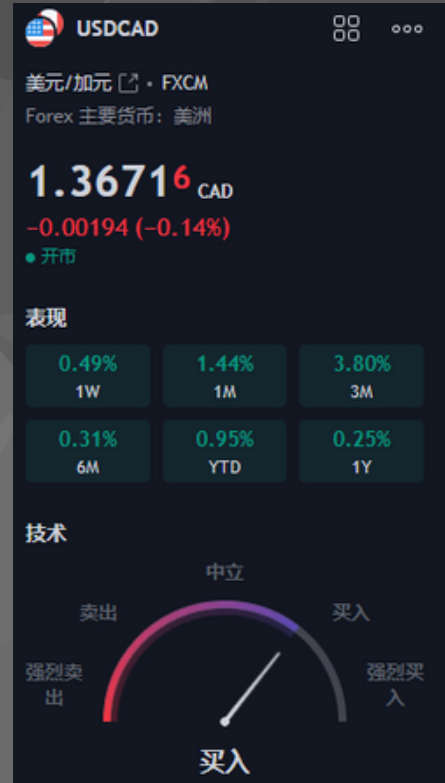 USDCAD
美元/加元 · FXCM
Forex 主要货币：美洲
1.36716 CAD
−0.00194 (−0.14%)
开市
表现
0.49% 1.44% 3.80%
1W 1M 3M
0.31% 0.95% 0.25%
6M YTD 1Y
技术
中立
卖出 买入
强烈卖出 强烈买入
买入